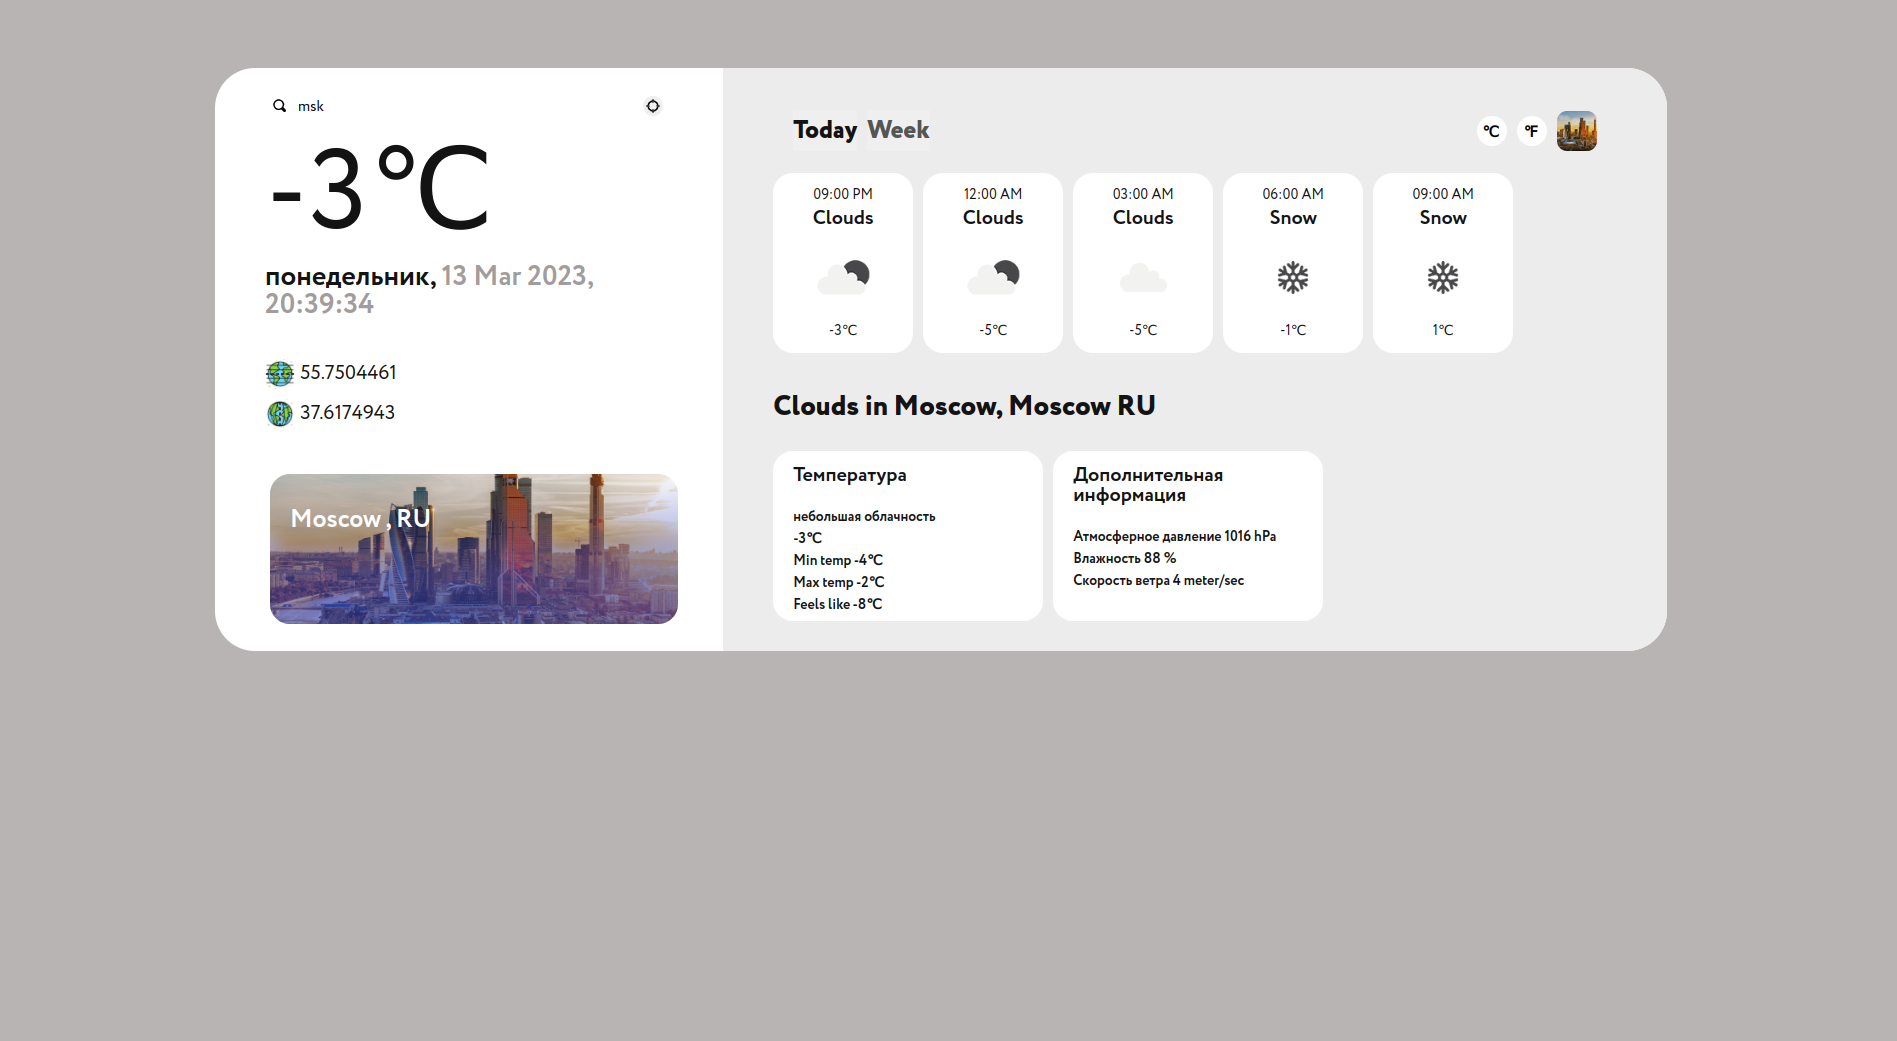 msk
-3℃
понедельник, 13 Mar 2023,
20:39:34
55.7504461
37.6174943
Moscow , RU
Today Week
℃ ℉
09:00 PM
Clouds
-3℃
12:00 AM
Clouds
-5℃
03:00 AM
Clouds
-5℃
06:00 AM
Snow
-1℃
09:00 AM
Snow
1℃
Clouds in Moscow, Moscow RU
Температура
небольшая облачность
-3℃
Min temp -4℃
Max temp -2℃
Feels like -8℃
Дополнительная
информация
Атмосферное давление 1016 hPa
Влажность 88 %
Скорость ветра 4 meter/sec